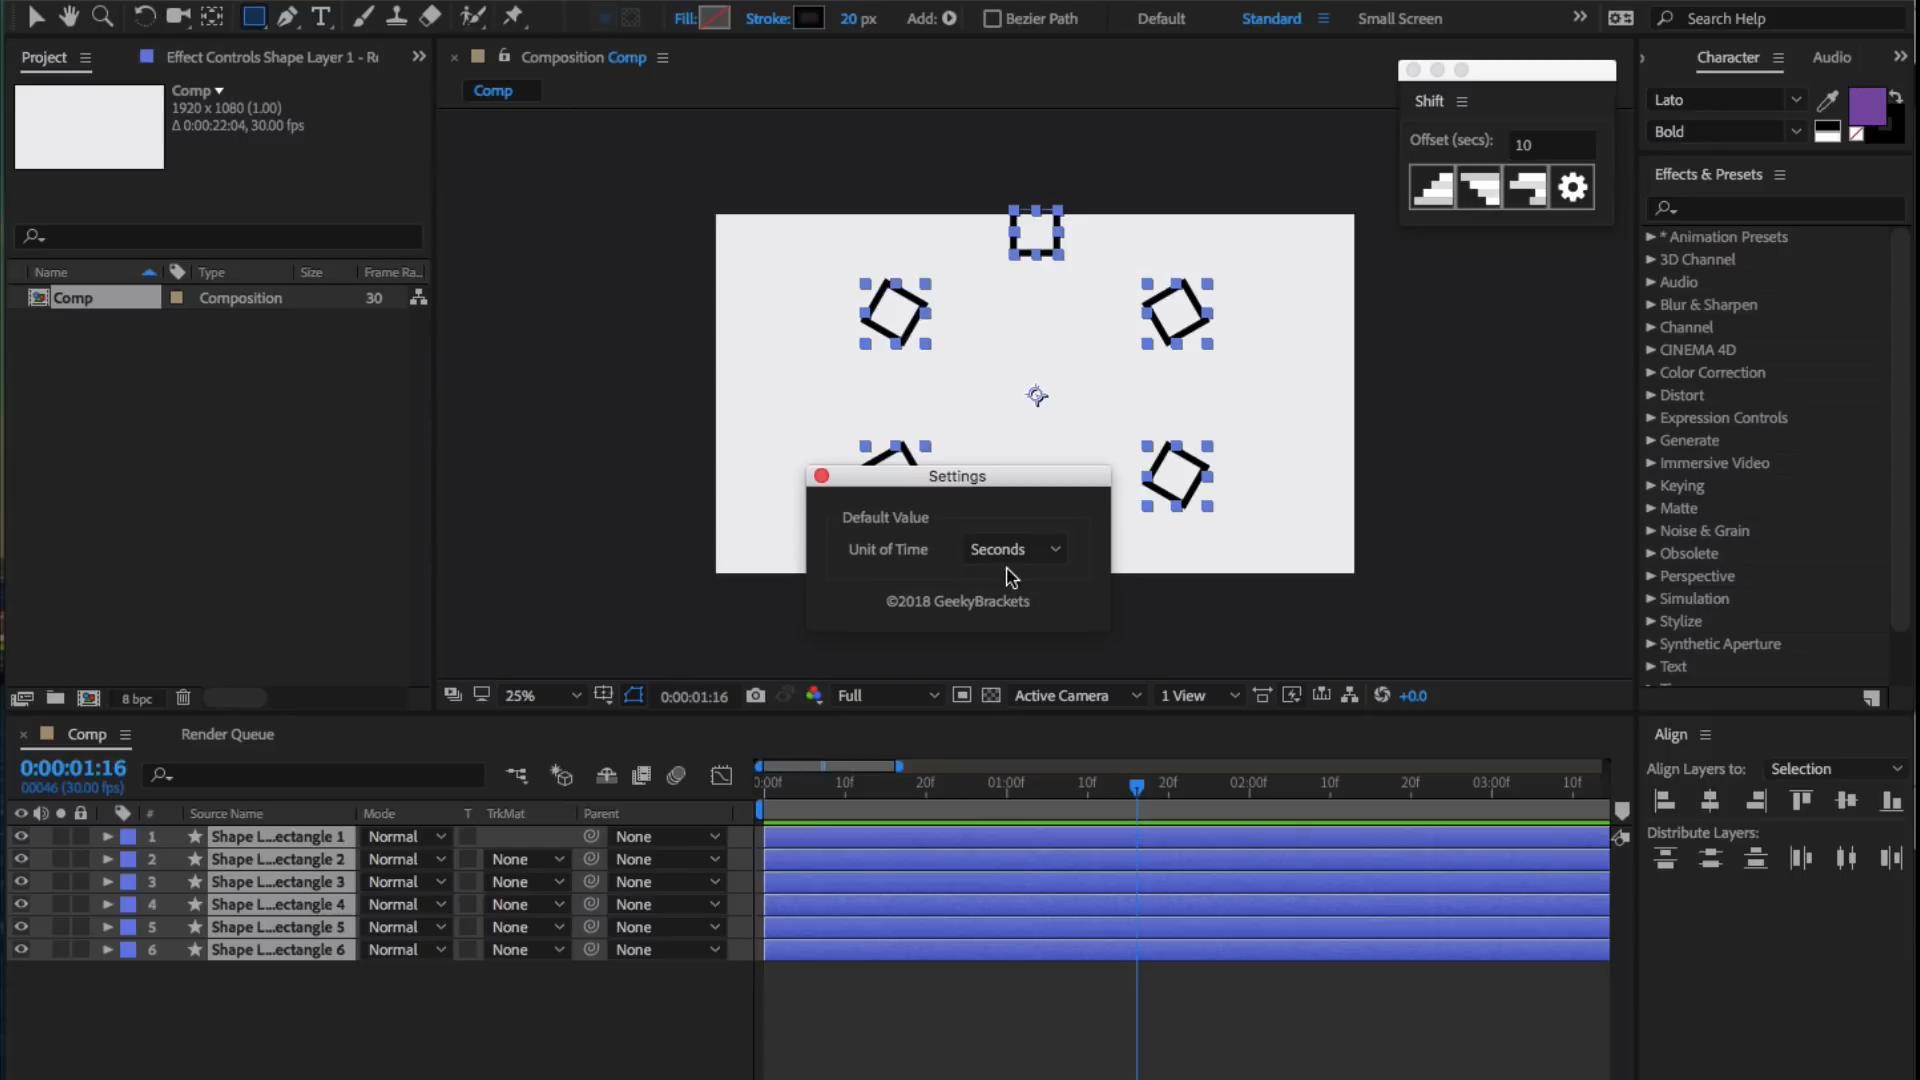 Fill:
Stroke:
20 px
Add:
Bezier Path
Default
Standard
Small Screen
Search Help
Project
Effect Controls Shape Layer 1 - R
Composition Comp
Comp
Comp
1920 x 1080 (1.00)
Δ 0:00:22:04, 30.00 fps
Name
Type
Size
Frame Ra...
Comp
Composition
30
8 bpc
Shift
Offset (secs):
10
Settings
Default Value
Unit of Time
Seconds
©2018 GeekyBrackets
25%
0:00:01:16
Full
Active Camera
1 View
+0.0
Character
Audio
Lato
Bold
Effects & Presets
* Animation Presets
3D Channel
Audio
Blur & Sharpen
Channel
CINEMA 4D
Color Correction
Distort
Expression Controls
Generate
Immersive Video
Keying
Matte
Noise & Grain
Obsolete
Perspective
Simulation
Stylize
Synthetic Aperture
Text
Comp
Render Queue
0:00:01:16
00046 (30.00 fps)
0:00f 10f 20f 01:00f 10f 20f 02:00f 10f 20f 03:00f 10f
# Source Name Mode T TrkMat Parent
1 Shape L...ectangle 1 Normal None
2 Shape L...ectangle 2 Normal None None
3 Shape L...ectangle 3 Normal None None
4 Shape L...ectangle 4 Normal None None
5 Shape L...ectangle 5 Normal None None
6 Shape L...ectangle 6 Normal None None
Align
Align Layers to:
Selection
Distribute Layers: